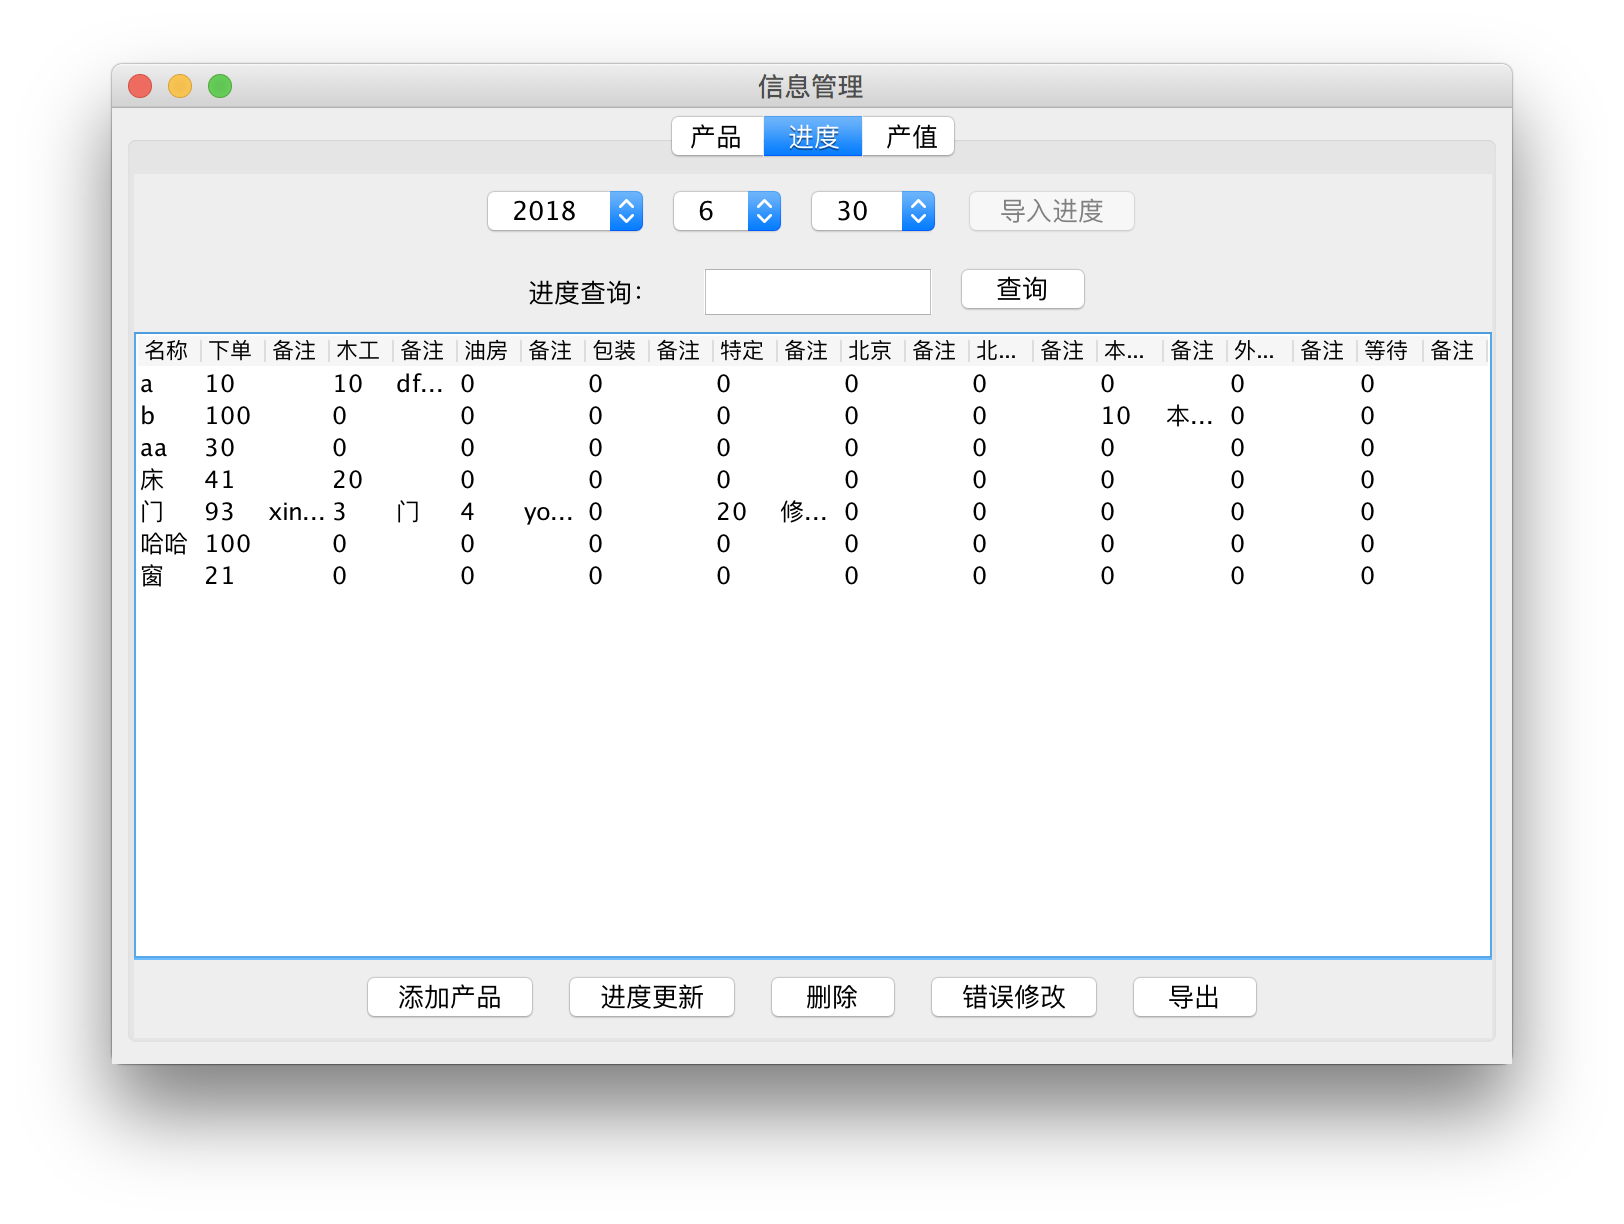 信息管理
产品 进度 产值
2018 6 30 导入进度
进度查询: 查询
名称 下单 备注 木工 备注 油房 备注 包装 备注 特定 备注 北京 备注 北... 备注 本... 备注 外... 备注 等待 备注
a 10 10 df... 0 0 0 0 0 0 0 0
b 100 0 0 0 0 0 0 10 本... 0 0
aa 30 0 0 0 0 0 0 0 0 0
床 41 20 0 0 0 0 0 0 0 0
门 93 xin... 3 门 4 yo... 0 20 修... 0 0 0 0 0
哈哈 100 0 0 0 0 0 0 0 0 0
窗 21 0 0 0 0 0 0 0 0 0
添加产品 进度更新 删除 错误修改 导出